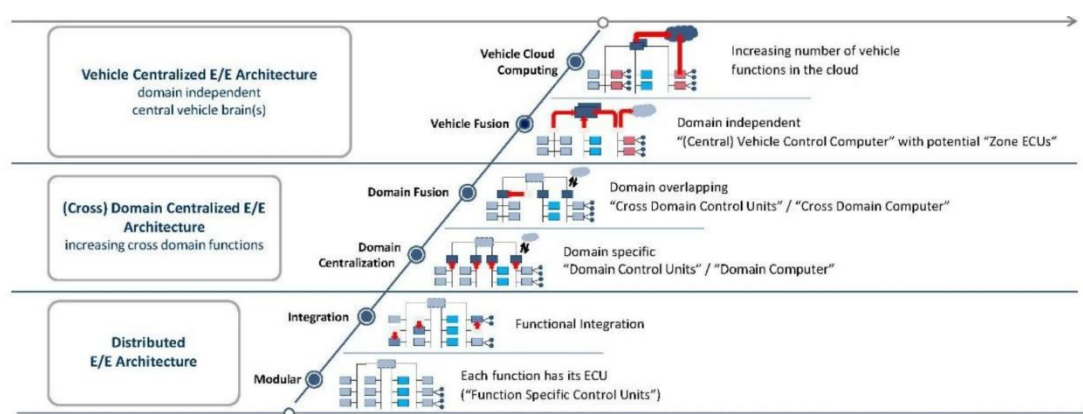 Vehicle Centralized E/E Architecture
domain independent
central vehicle brain(s)
Vehicle Cloud
Computing
Increasing number of vehicle
functions in the cloud
Vehicle Fusion
Domain independent
“(Central) Vehicle Control Computer” with potential “Zone ECUs”
(Cross) Domain Centralized E/E
Architecture
increasing cross domain functions
Domain Fusion
Domain overlapping
“Cross Domain Control Units” / “Cross Domain Computer”
Domain
Centralization
Domain specific
“Domain Control Units” / “Domain Computer”
Distributed
E/E Architecture
Integration
Functional Integration
Modular
Each function has its ECU
(“Function Specific Control Units”)